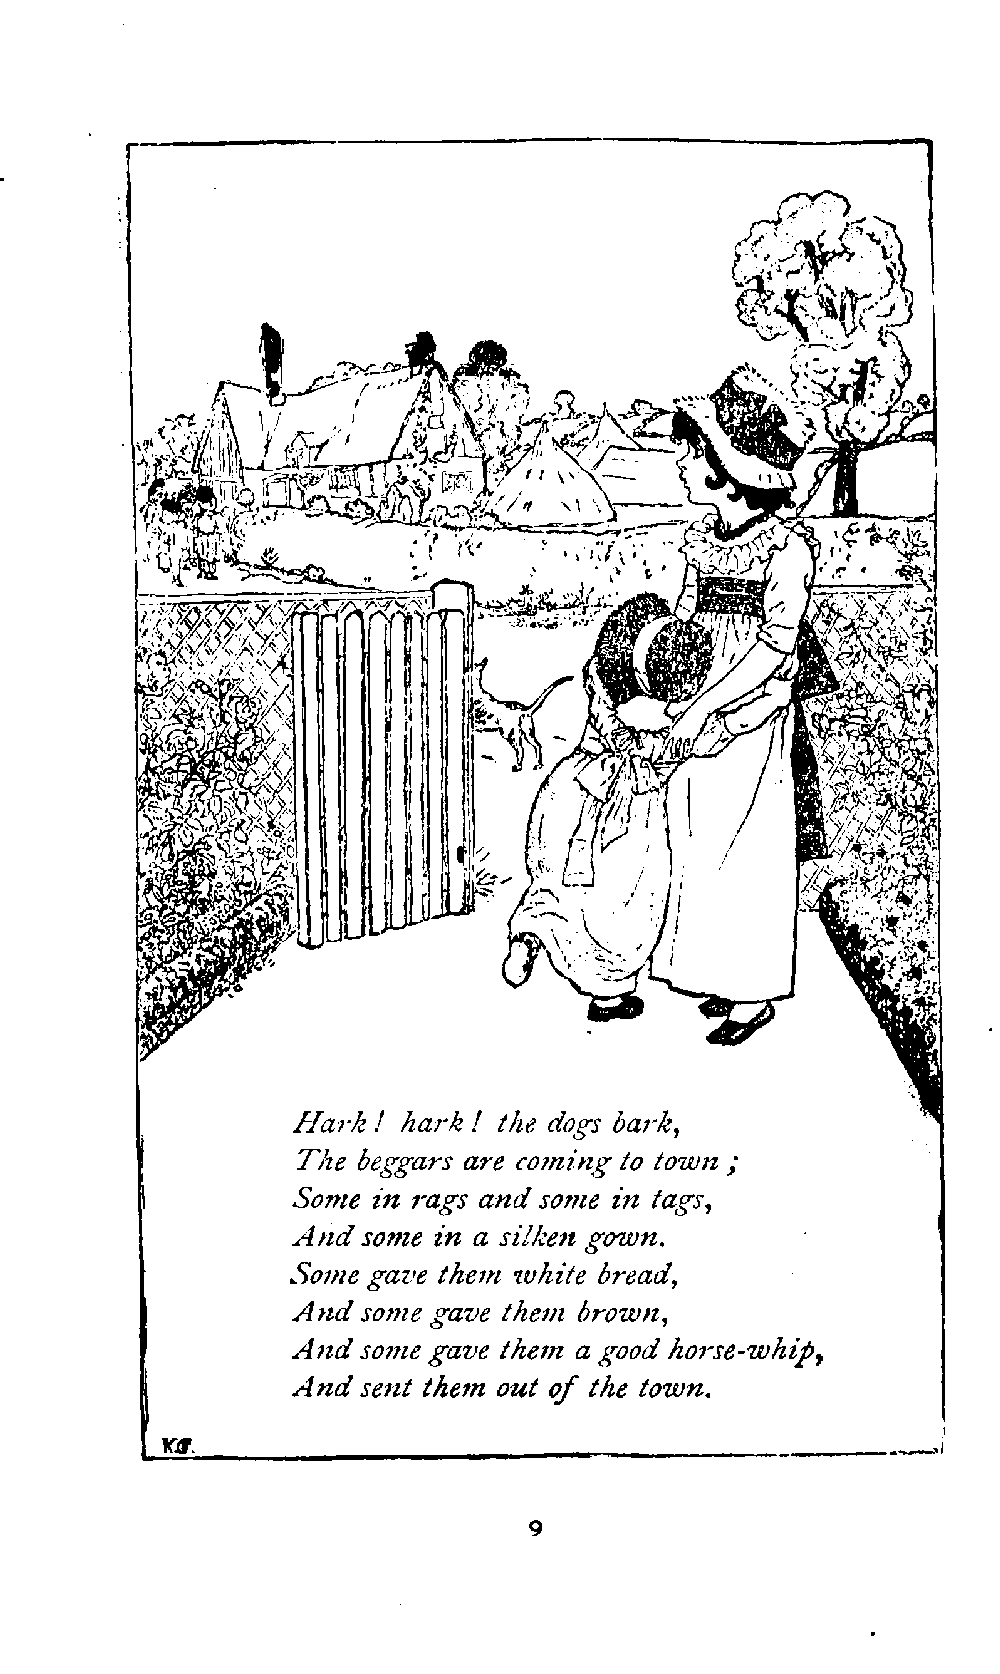 Hark ! hark ! the dogs bark,
The beggars are coming to town ;
Some in rags and some in tags,
And some in a silken gown.
Some gave them white bread,
And some gave them brown,
And some gave them a good horse-whip,
And sent them out of the town.
K.G.
9